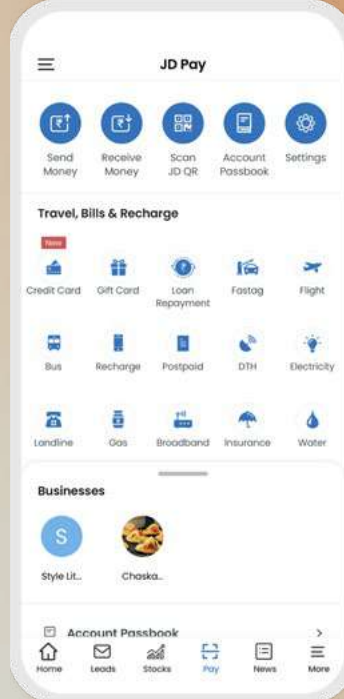 JD Pay
Send Money
Receive Money
Scan JD QR
Account Passbook
Settings
Travel, Bills & Recharge
New
Credit Card
Gift Card
Loan Repayment
Fastag
Flight
Bus
Recharge
Postpaid
DTH
Electricity
Landline
Gas
Broadband
Insurance
Water
Businesses
S
Style Lit...
Chaska...
Account Passbook
Home
Leads
Stocks
Pay
News
More